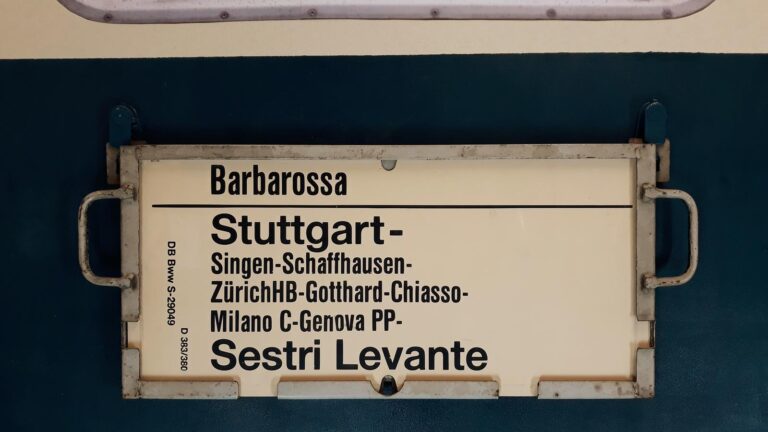 Barbarossa
Stuttgart-
Singen-Schaffhausen-
ZürichHB-Gotthard-Chiasso-
Milano C-Genova PP-
Sestri Levante
DB Bww S-29049
D 383/380